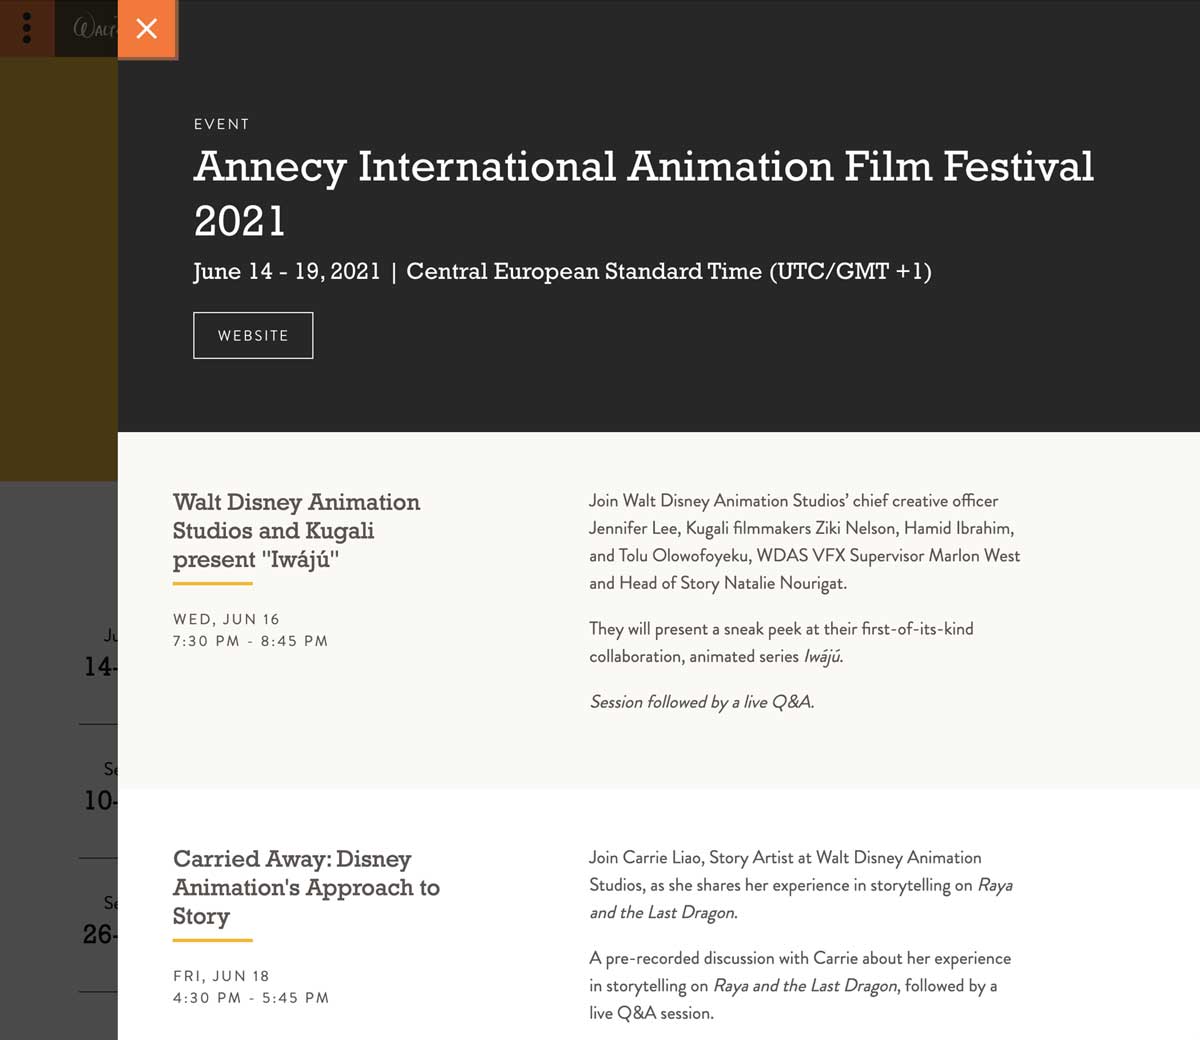 EVENT
Annecy International Animation Film Festival
2021
June 14 - 19, 2021 | Central European Standard Time (UTC/GMT +1)
WEBSITE
Walt Disney Animation
Studios and Kugali
present "Iwájú"
WED, JUN 16
7:30 PM - 8:45 PM
Join Walt Disney Animation Studios’ chief creative officer
Jennifer Lee, Kugali filmmakers Ziki Nelson, Hamid Ibrahim,
and Tolu Olowofoyeku, WDAS VFX Supervisor Marlon West
and Head of Story Natalie Nourigat.
They will present a sneak peek at their first-of-its-kind
collaboration, animated series Iwájú.
Session followed by a live Q&A.
14-
10-
26-
Carried Away: Disney
Animation's Approach to
Story
FRI, JUN 18
4:30 PM - 5:45 PM
Join Carrie Liao, Story Artist at Walt Disney Animation
Studios, as she shares her experience in storytelling on Raya
and the Last Dragon.
A pre-recorded discussion with Carrie about her experience
in storytelling on Raya and the Last Dragon, followed by a
live Q&A session.